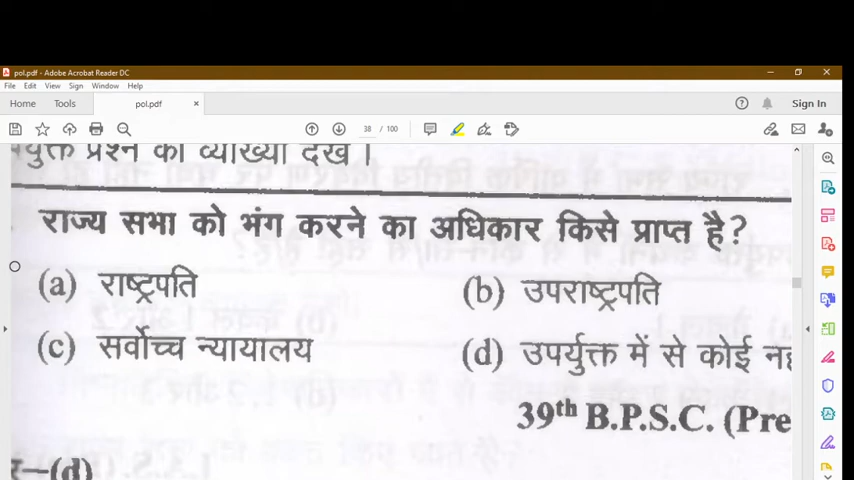 pol.pdf - Adobe Acrobat Reader DC
File Edit View Sign Window Help
Home Tools pol.pdf × Sign In
38 / 100
प्रश्न की व्याख्या देखें।
राज्य सभा को भंग करने का अधिकार किसे प्राप्त है?
(a) राष्ट्रपति (b) उपराष्ट्रपति
(c) सर्वोच्च न्यायालय (d) उपर्युक्त में से कोई
39th B.P.S.C. (Pre
(d)